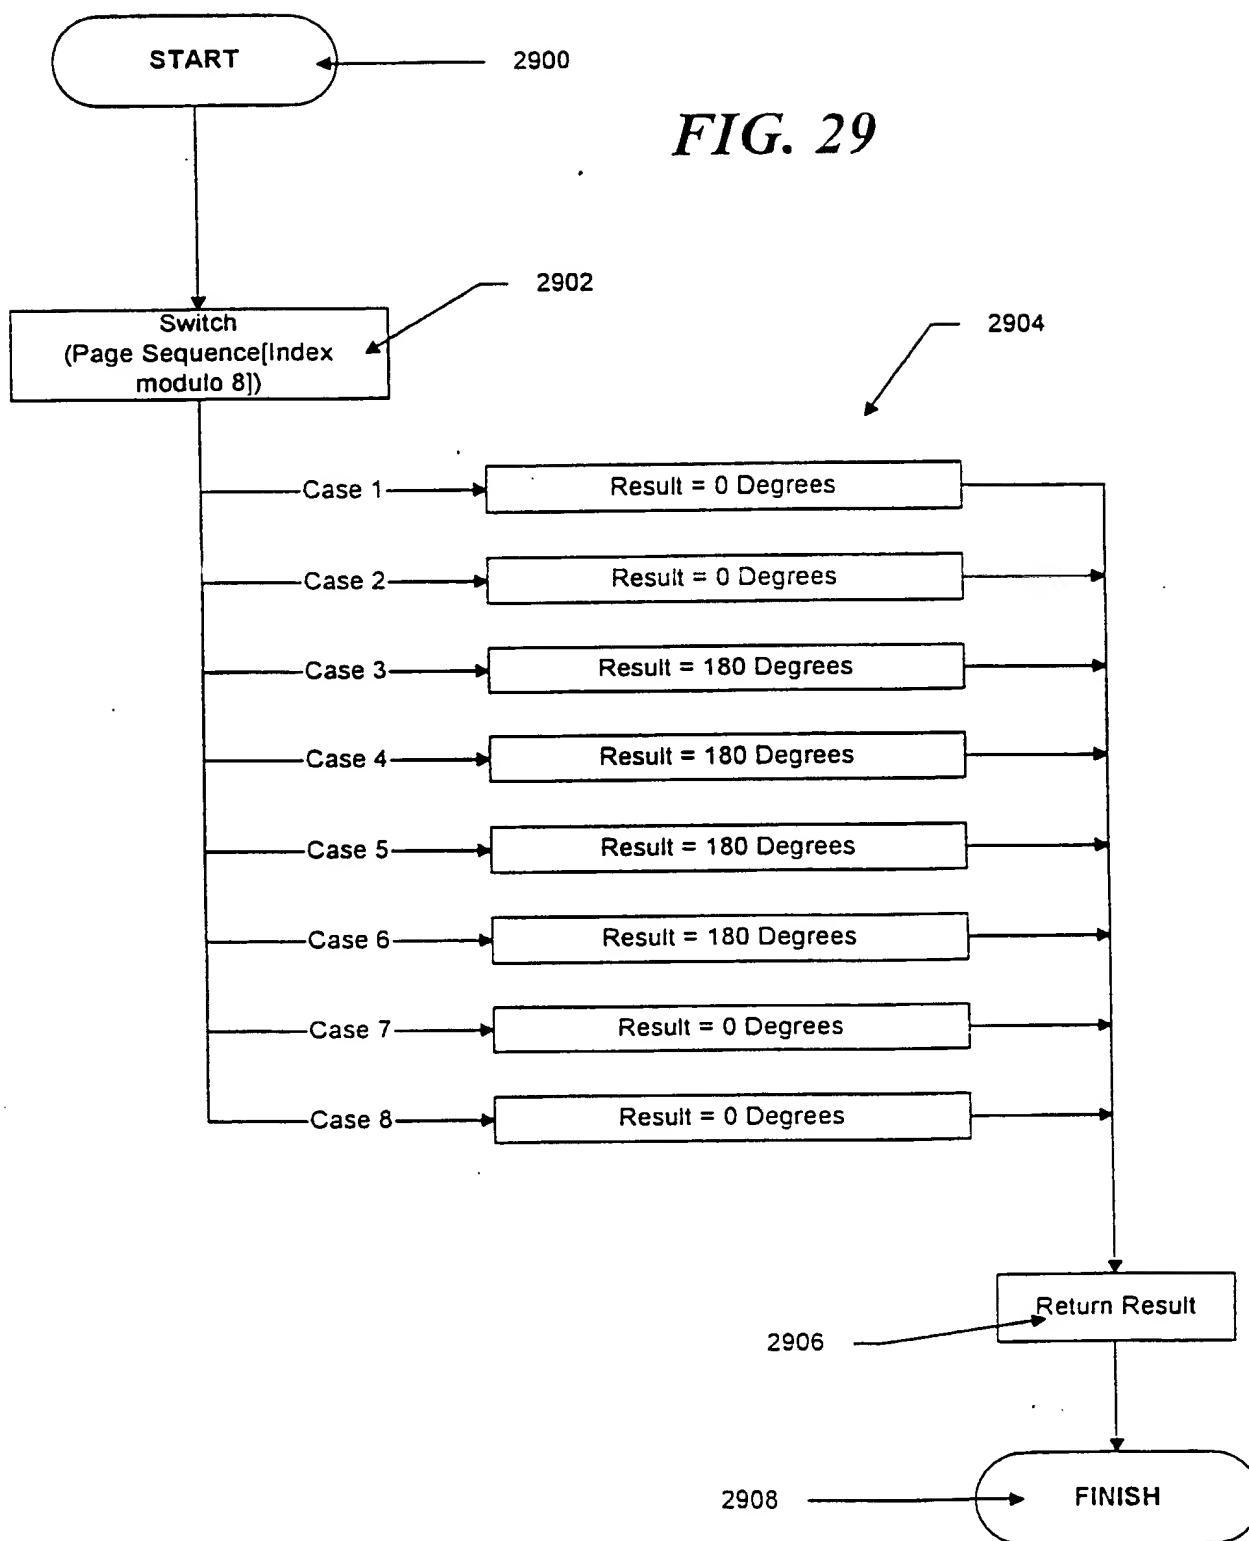 START
2900
FIG. 29
2902
Switch
(Page Sequence[Index
modulo 8])
2904
Case 1
Result = 0 Degrees
Case 2
Result = 0 Degrees
Case 3
Result = 180 Degrees
Case 4
Result = 180 Degrees
Case 5
Result = 180 Degrees
Case 6
Result = 180 Degrees
Case 7
Result = 0 Degrees
Case 8
Result = 0 Degrees
Return Result
2906
2908
FINISH